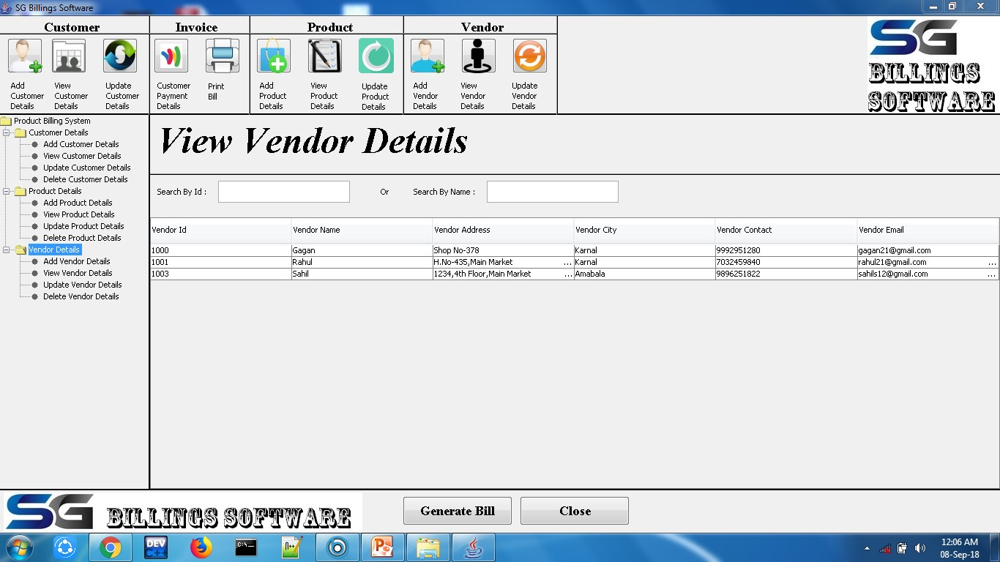 SG Billings Software
Customer Invoice Product Vendor
Add Customer Details
View Customer Details
Update Customer Details
Customer Payment Details
Print Bill
Add Product Details
View Product Details
Update Product Details
Add Vendor Details
View Vendor Details
Update Vendor Details
SG
BILLINGS
SOFTWARE
Product Billing System
Customer Details
Add Customer Details
View Customer Details
Update Customer Details
Delete Customer Details
Product Details
Add Product Details
View Product Details
Update Product Details
Delete Product Details
Vendor Details
Add Vendor Details
View Vendor Details
Update Vendor Details
Delete Vendor Details
View Vendor Details
Search By Id : Or Search By Name :
Vendor Id Vendor Name Vendor Address Vendor City Vendor Contact Vendor Email
1000 Gagan Shop No-378 Karnal 9992951280 gagan21@gmail.com
1001 Rahul H.No-435,Main Market ... Karnal 7032459840 rahul21@gmail.com ...
1003 Sahil 1234,4th Floor,Main Market ... Amabala 9896251822 sahils12@gmail.com ...
SG BILLINGS SOFTWARE
Generate Bill Close
DEV C++
C:\_
n++
P
12:06 AM
08-Sep-18